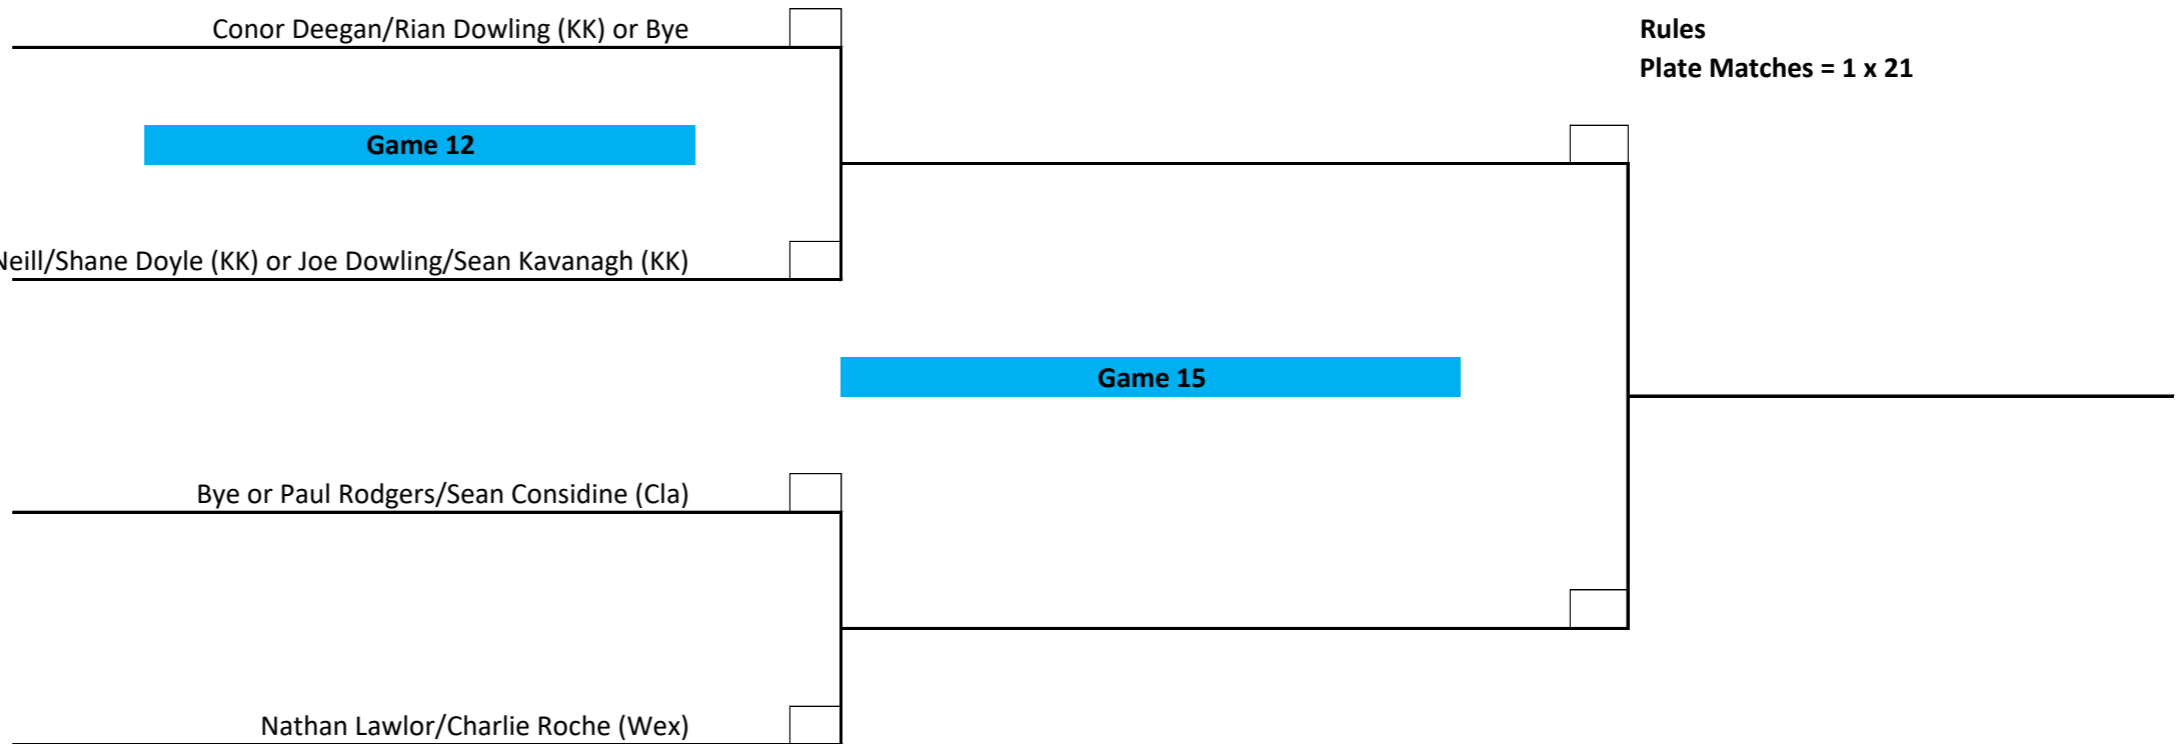 Conor Deegan/Rian Dowling (KK) or Bye
Rules
Plate Matches = 1 x 21
Game 12
Neill/Shane Doyle (KK) or Joe Dowling/Sean Kavanagh (KK)
Game 15
Bye or Paul Rodgers/Sean Considine (Cla)
Nathan Lawlor/Charlie Roche (Wex)